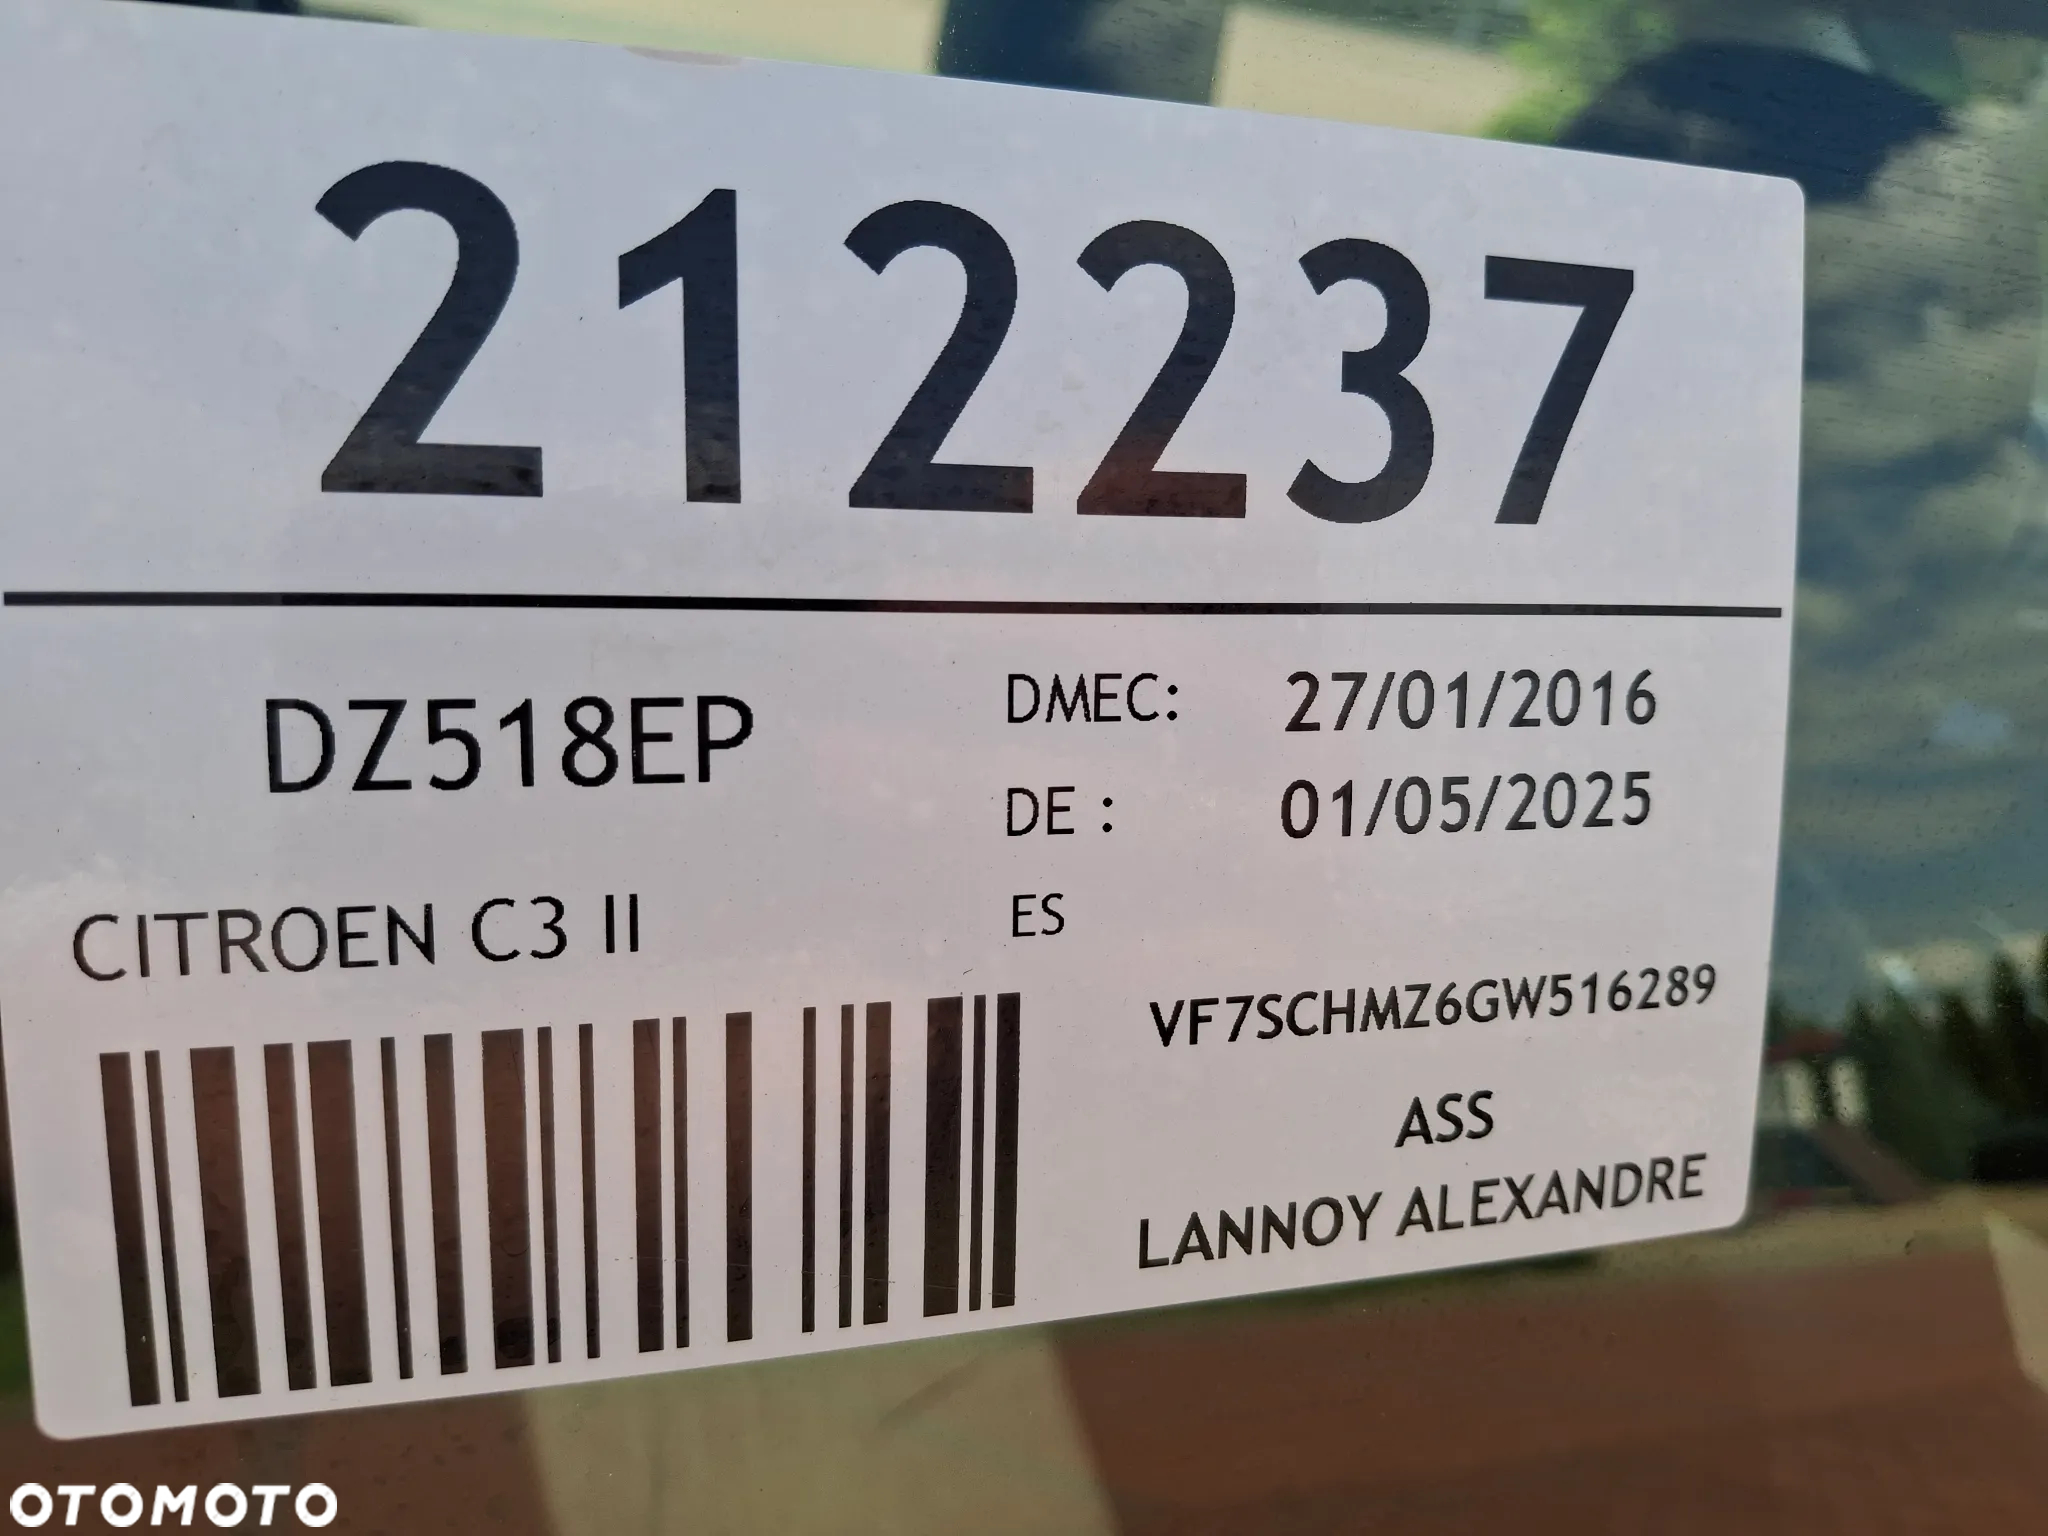 212237
DZ518EP
DMEC: 27/01/2016
DE : 01/05/2025
CITROEN C3 II
ES
VF7SCHMZ6GW516289
ASS
LANNOY ALEXANDRE
OTOMOTO